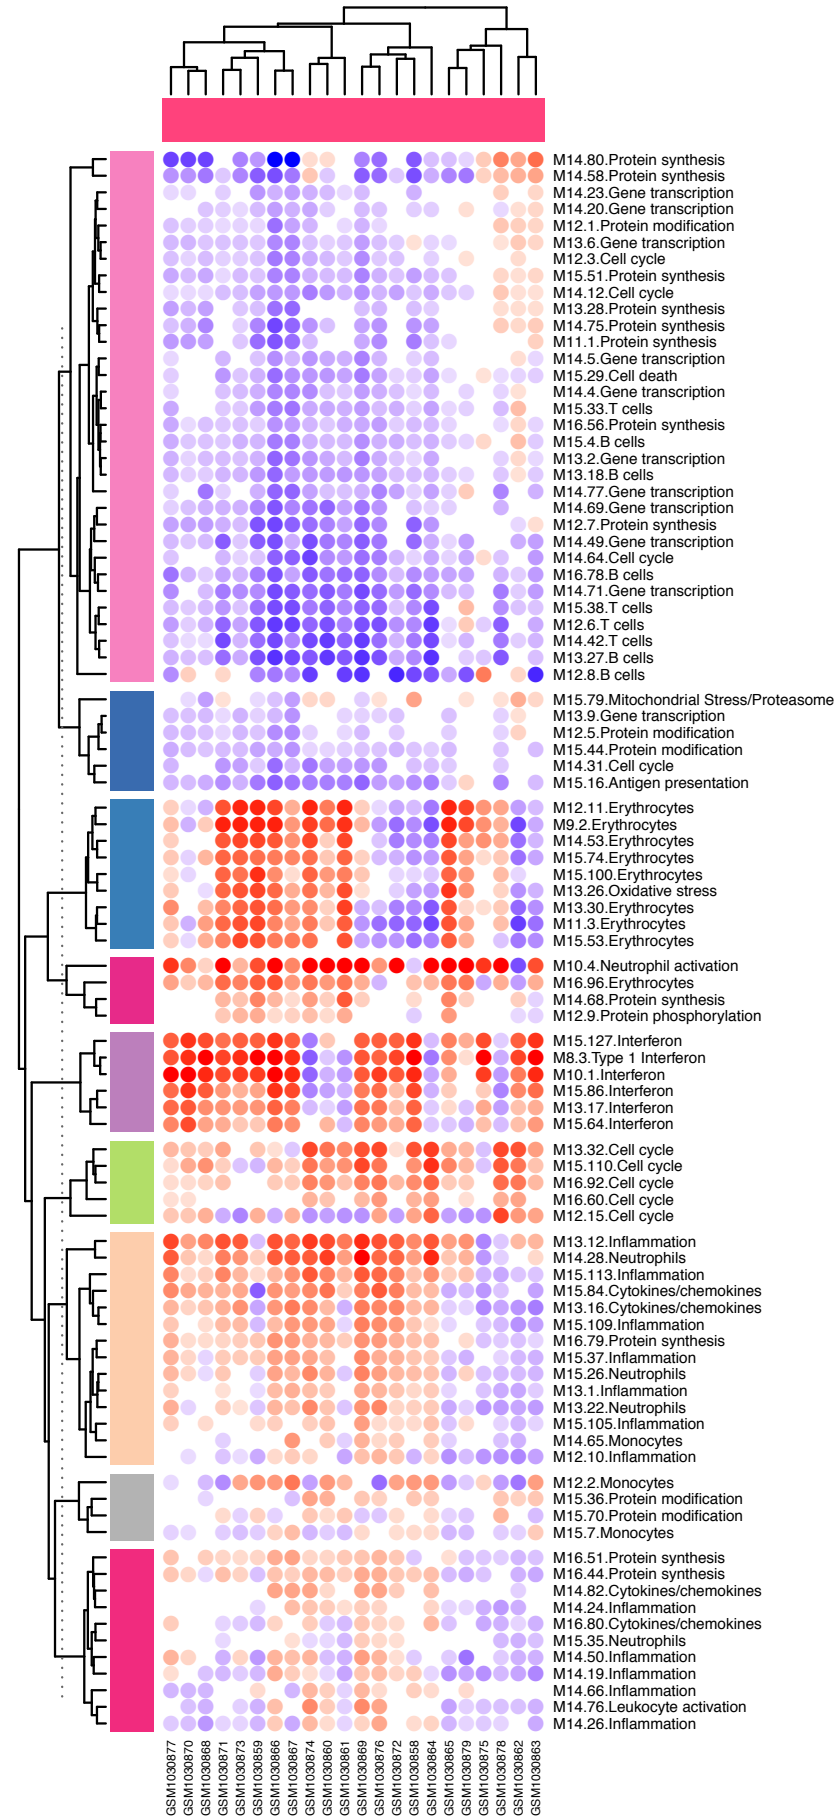 M14.80.Protein synthesis
M14.58.Protein synthesis
M14.23.Gene transcription
M14.20.Gene transcription
M12.1.Protein modification
M13.6.Gene transcription
M12.3.Cell cycle
M15.51.Protein synthesis
M14.12.Cell cycle
M13.28.Protein synthesis
M14.75.Protein synthesis
M11.1.Protein synthesis
M14.5.Gene transcription
M15.29.Cell death
M14.4.Gene transcription
M15.33.T cells
M16.56.Protein synthesis
M15.4.B cells
M13.2.Gene transcription
M13.18.B cells
M14.77.Gene transcription
M14.69.Gene transcription
M12.7.Protein synthesis
M14.49.Gene transcription
M14.64.Cell cycle
M16.78.B cells
M14.71.Gene transcription
M15.38.T cells
M12.6.T cells
M14.42.T cells
M13.27.B cells
M12.8.B cells
M15.79.Mitochondrial Stress/Proteasome
M13.9.Gene transcription
M12.5.Protein modification
M15.44.Protein modification
M14.31.Cell cycle
M15.16.Antigen presentation
M12.11.Erythrocytes
M9.2.Erythrocytes
M14.53.Erythrocytes
M15.74.Erythrocytes
M15.100.Erythrocytes
M13.26.Oxidative stress
M13.30.Erythrocytes
M11.3.Erythrocytes
M15.53.Erythrocytes
M10.4.Neutrophil activation
M16.96.Erythrocytes
M14.68.Protein synthesis
M12.9.Protein phosphorylation
M15.127.Interferon
M8.3.Type 1 Interferon
M10.1.Interferon
M15.86.Interferon
M13.17.Interferon
M15.64.Interferon
M13.32.Cell cycle
M15.110.Cell cycle
M16.92.Cell cycle
M16.60.Cell cycle
M12.15.Cell cycle
M13.12.Inflammation
M14.28.Neutrophils
M15.113.Inflammation
M15.84.Cytokines/chemokines
M13.16.Cytokines/chemokines
M15.109.Inflammation
M16.79.Protein synthesis
M15.37.Inflammation
M15.26.Neutrophils
M13.1.Inflammation
M13.22.Neutrophils
M15.105.Inflammation
M14.65.Monocytes
M12.10.Inflammation
M12.2.Monocytes
M15.36.Protein modification
M15.70.Protein modification
M15.7.Monocytes
M16.51.Protein synthesis
M16.44.Protein synthesis
M14.82.Cytokines/chemokines
M14.24.Inflammation
M16.80.Cytokines/chemokines
M15.35.Neutrophils
M14.50.Inflammation
M14.19.Inflammation
M14.66.Inflammation
M14.76.Leukocyte activation
M14.26.Inflammation
GSM1030877
GSM1030870
GSM1030868
GSM1030871
GSM1030873
GSM1030859
GSM1030866
GSM1030867
GSM1030874
GSM1030860
GSM1030861
GSM1030869
GSM1030876
GSM1030872
GSM1030858
GSM1030864
GSM1030865
GSM1030879
GSM1030875
GSM1030878
GSM1030862
GSM1030863